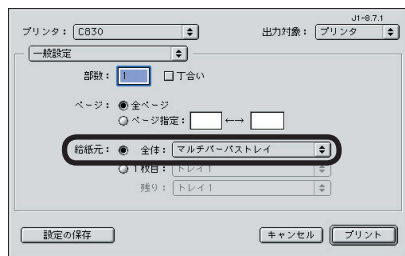 J1-8.7.1
プリンタ： C830 出力対象： プリンタ
一般設定
部数： 1 丁合い
ページ： 全ページ
ページ指定： ←→
給紙元： 全体： マルチパーパストレイ
1 枚目： トレイ 1
残り： トレイ 1
設定の保存 キャンセル プリント